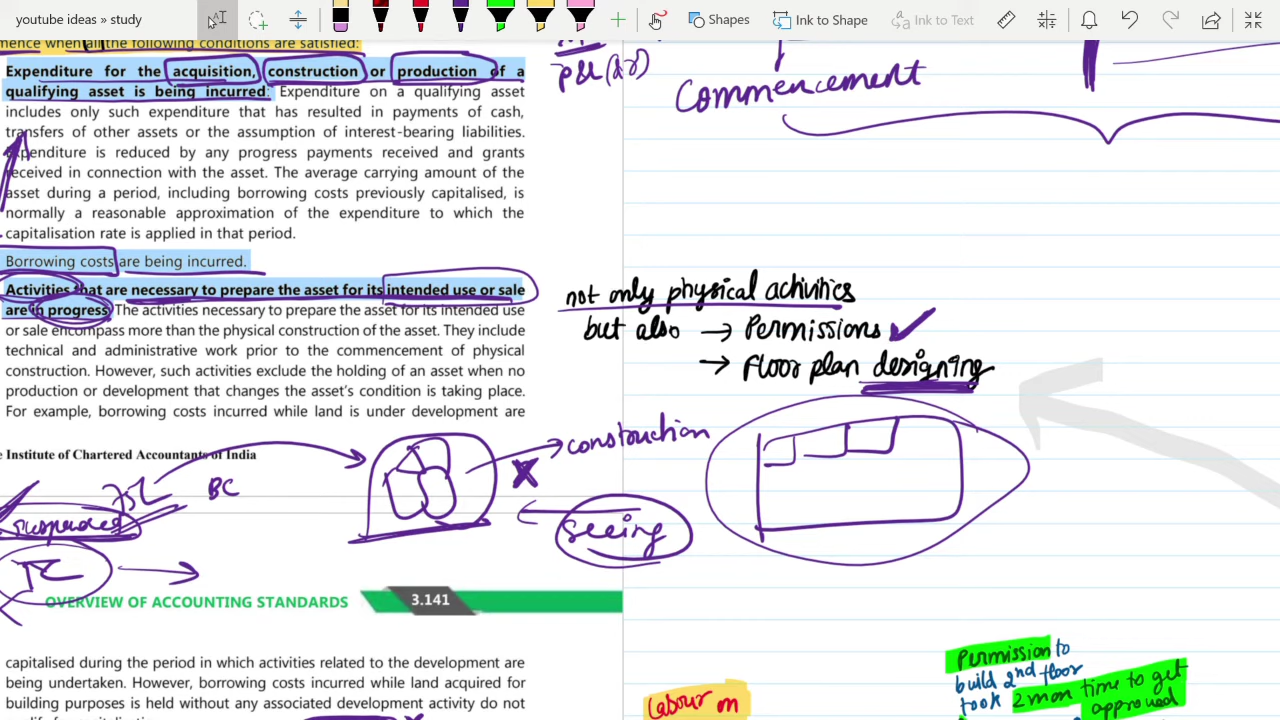 youtube ideas » study
Shapes
Ink to Shape
Ink to Text
mence when all the following conditions are satisfied:
Expenditure for the acquisition, construction or production of a
qualifying asset is being incurred: Expenditure on a qualifying asset
includes only such expenditure that has resulted in payments of cash,
transfers of other assets or the assumption of interest-bearing liabilities.
Expenditure is reduced by any progress payments received and grants
received in connection with the asset. The average carrying amount of the
asset during a period, including borrowing costs previously capitalised, is
normally a reasonable approximation of the expenditure to which the
capitalisation rate is applied in that period.
Borrowing costs are being incurred.
Activities that are necessary to prepare the asset for its intended use or sale
are in progress. The activities necessary to prepare the asset for its intended use
or sale encompass more than the physical construction of the asset. They include
technical and administrative work prior to the commencement of physical
construction. However, such activities exclude the holding of an asset when no
production or development that changes the asset's condition is taking place.
For example, borrowing costs incurred while land is under development are
e Institute of Chartered Accountants of India
BC
suspended
TC
OVERVIEW OF ACCOUNTING STANDARDS
3.141
capitalised during the period in which activities related to the development are
being undertaken. However, borrowing costs incurred while land acquired for
building purposes is held without any associated development activity do not
P&L (Dr)
Commencement
not only physical activities
but also → Permissions ✓
→ Floor plan designing
construction
X
seeing
Permission to
build 2nd floor
took 2 mon time to get
approved
Labour m